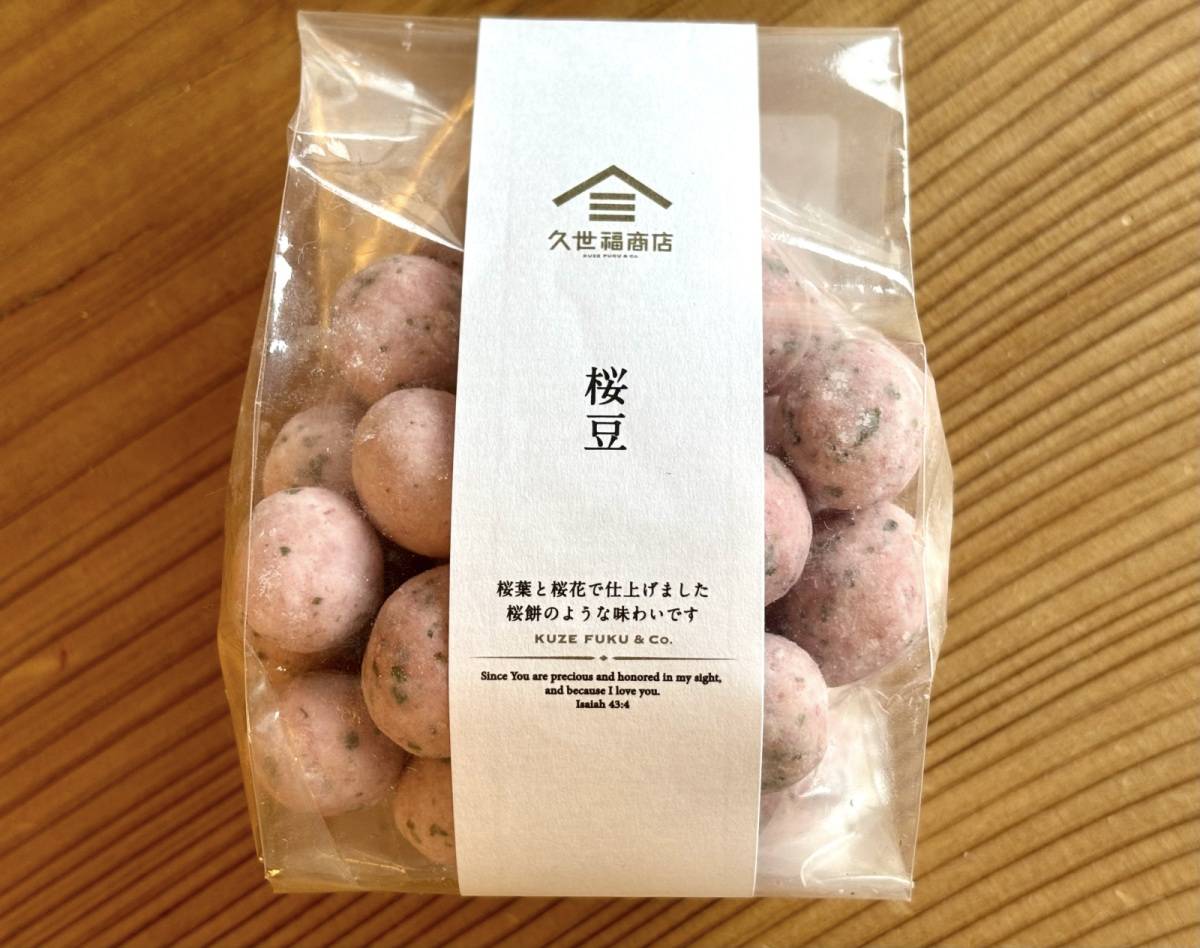 久世福商店
KUZE FUKU & Co.
桜豆
桜葉と桜花で仕上げました
桜餅のような味わいです
KUZE FUKU & Co.
Since You are precious and honored in my sight,
and because I love you.
Isaiah 43:4